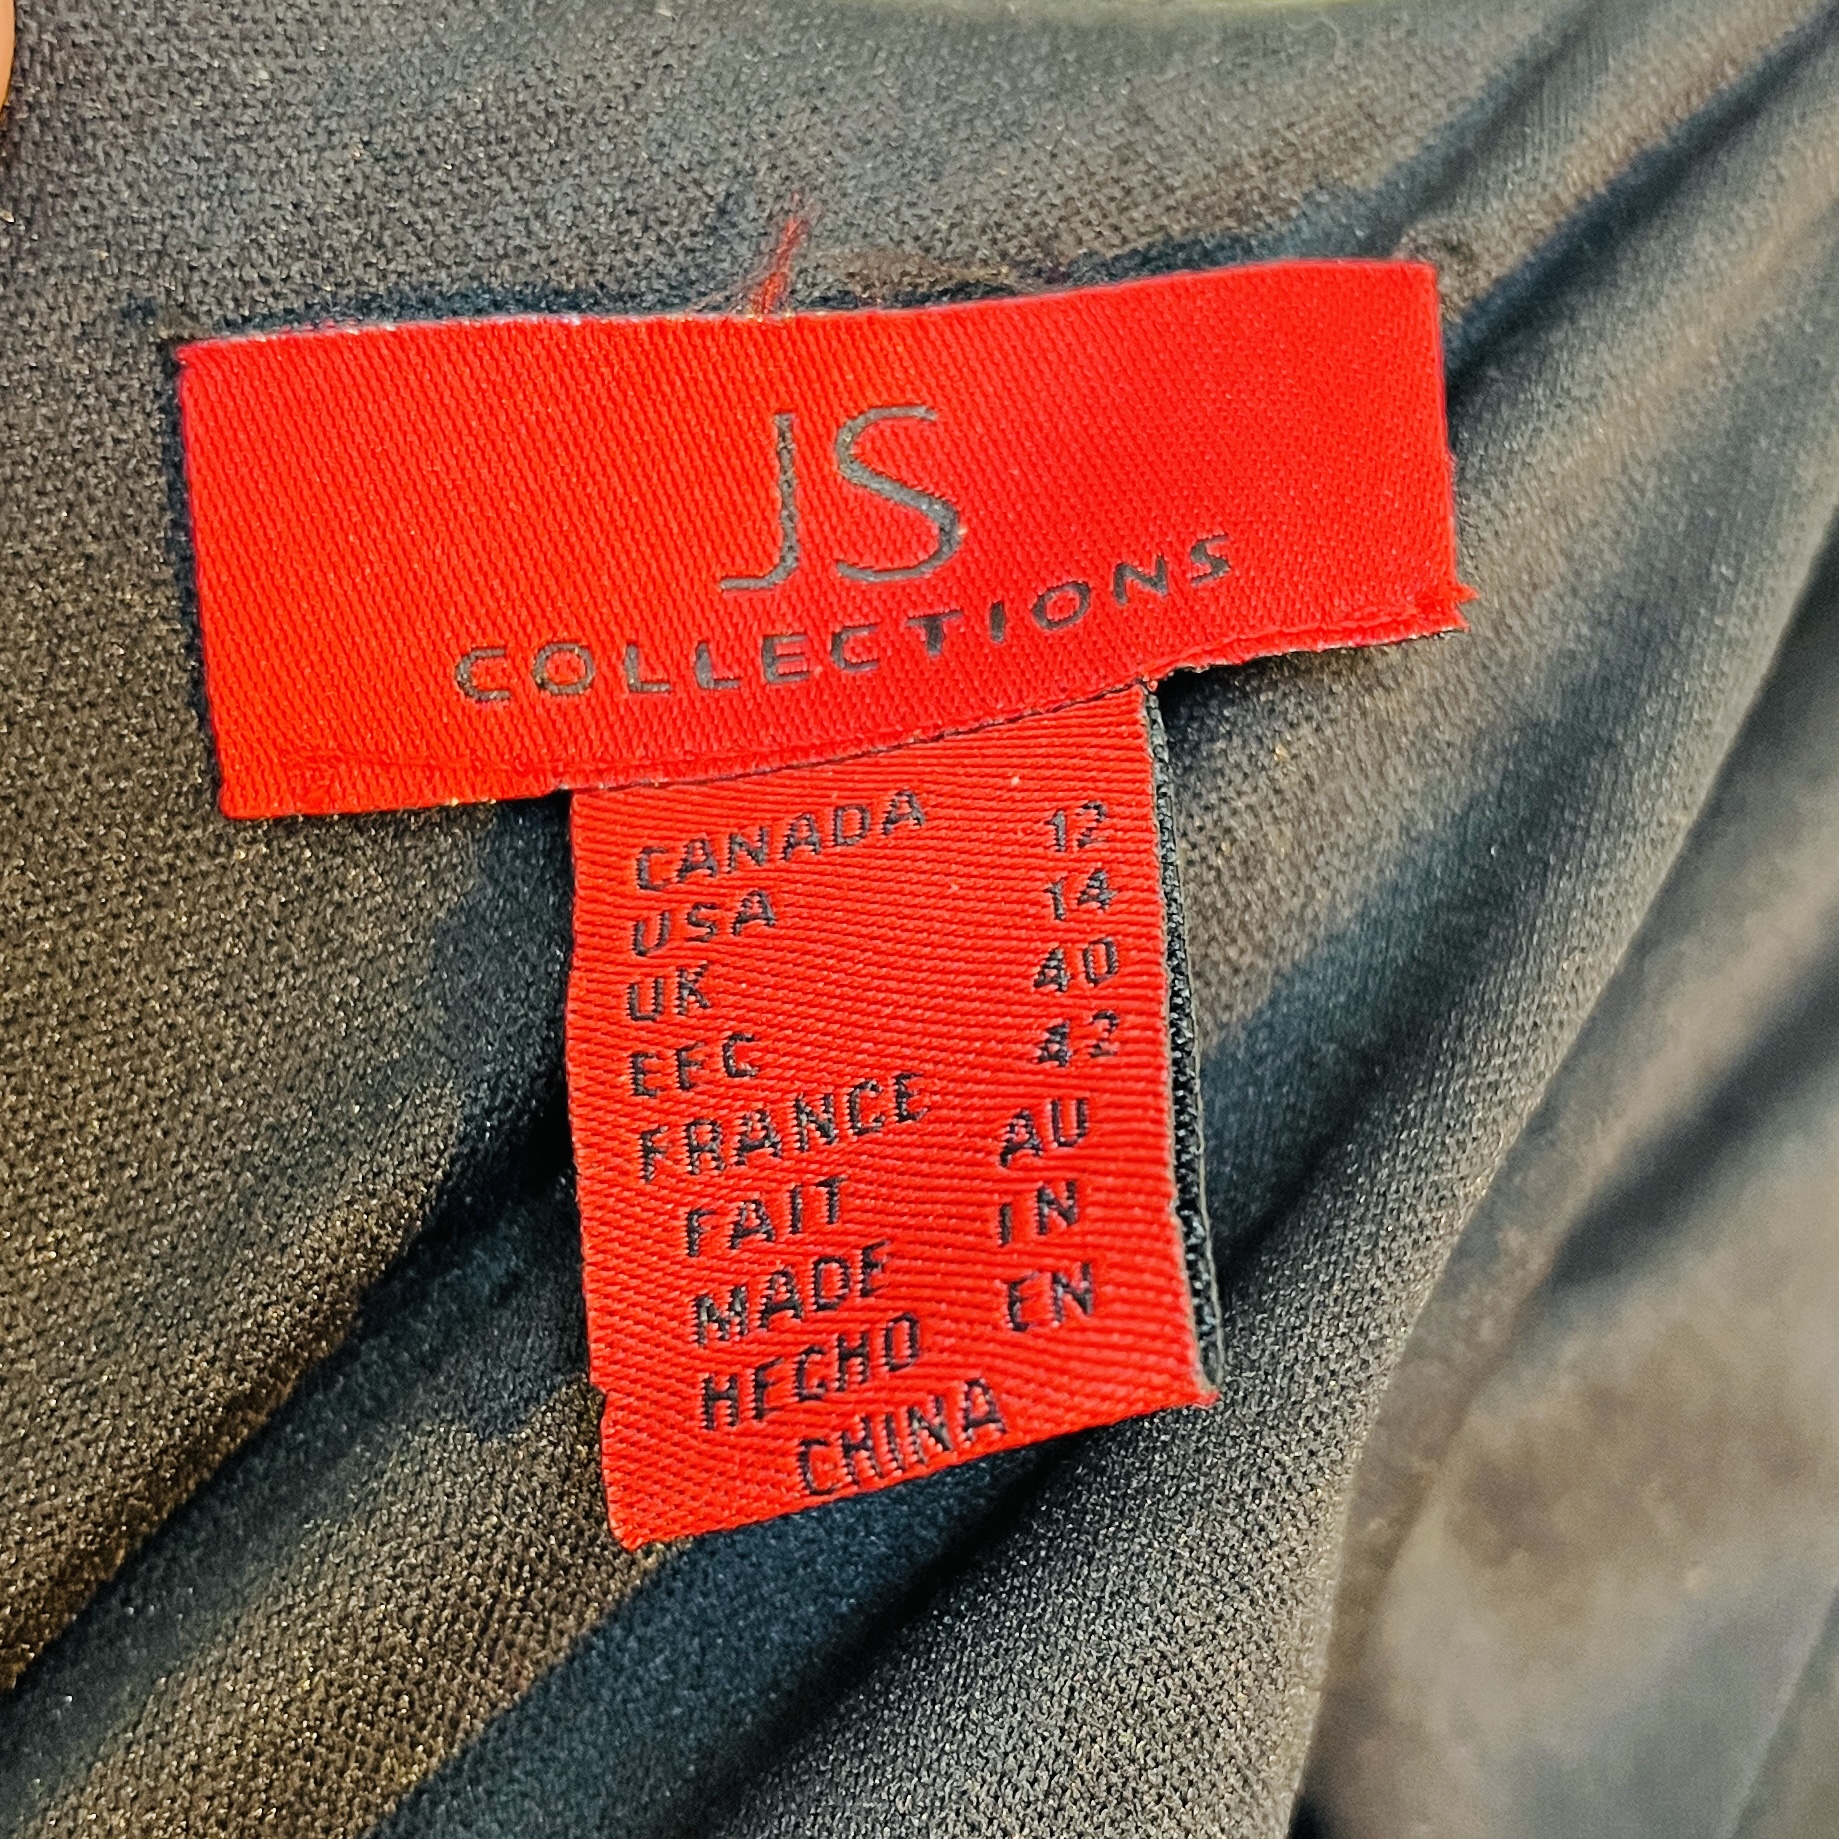 JS
COLLECTIONS
CANADA
USA 12
UK 14
EEC 40
FRANCE 42
FAIT AU
MADE IN
HECHO EN
CHINA